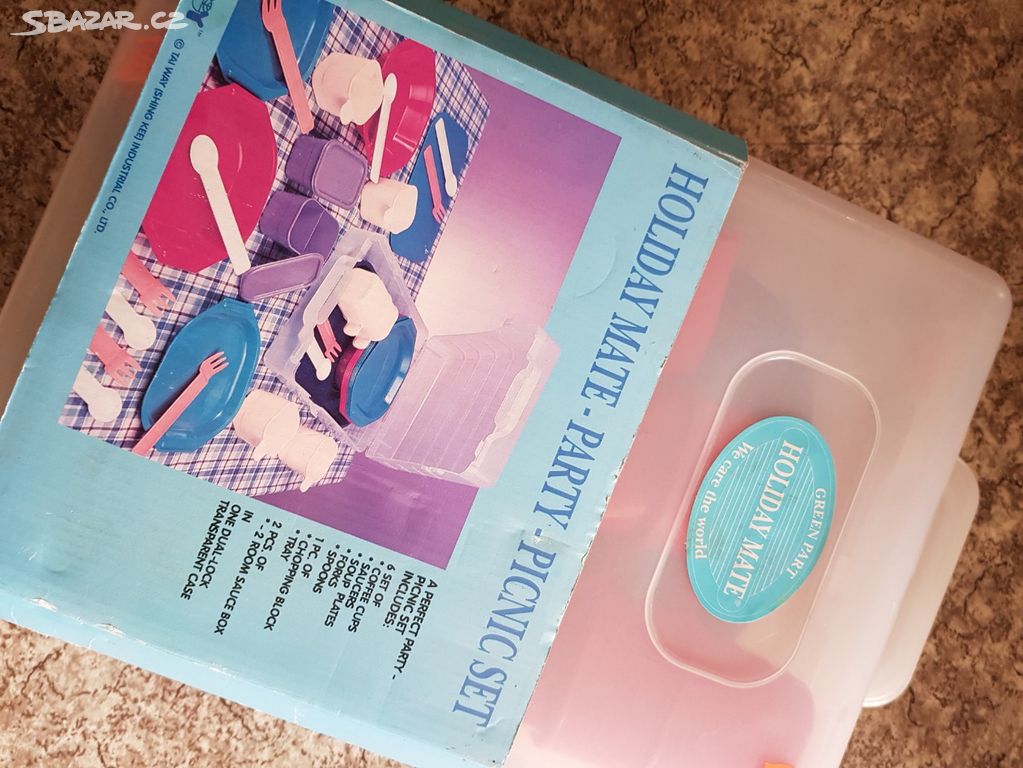 SBAZAR.CZ
© TAI WAY (SHING KEE) INDUSTRIAL CO., LTD.
HOLIDAY MATE - PARTY - PICNIC SET
A PERFECT PARTY -
PICNIC SET
INCLUDES:
6 SET OF
• COFFEE CUPS
• SAUCERS
• SOUP PLATES
• FORKS
• SPOONS
1 PC. OF
• CHOPPING BLOCK
• TRAY
2 PCS. OF
• - 2 ROOM SAUCE BOX
IN
ONE DUAL-LOCK
TRANSPARENT CASE
GREEN PART
HOLIDAY MATE®
We care the world